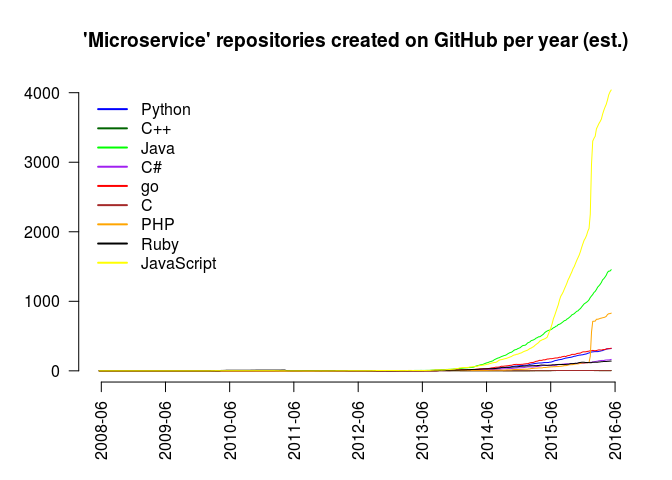 'Microservice' repositories created on GitHub per year (est.)
4000
3000
2000
1000
0
Python
C++
Java
C#
go
C
PHP
Ruby
JavaScript
2008-06
2009-06
2010-06
2011-06
2012-06
2013-06
2014-06
2015-06
2016-06